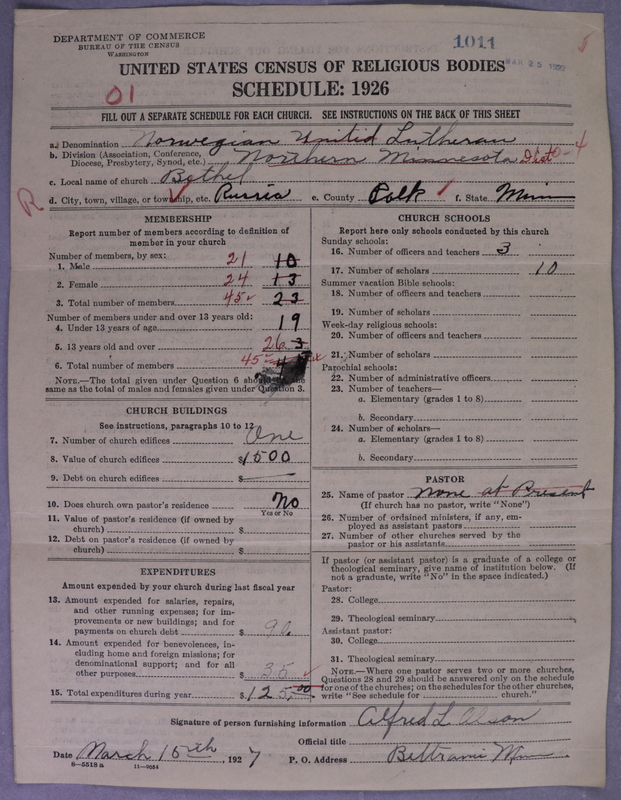 DEPARTMENT OF COMMERCE
BUREAU OF THE CENSUS
WASHINGTON
1011
MAR 25
UNITED STATES CENSUS OF RELIGIOUS BODIES
SCHEDULE: 1926
01
FILL OUT A SEPARATE SCHEDULE FOR EACH CHURCH. SEE INSTRUCTIONS ON THE BACK OF THIS SHEET
a. Denomination Norwegian United Lutheran
b. Division (Association, Conference, Diocese, Presbytery, Synod, etc.) Northern Minnesota Dist 0-4
c. Local name of church Bethel
R
d. City, town, village, or township, etc. Russia e. County Polk f. State Minn
MEMBERSHIP
Report number of members according to definition of member in your church
Number of members, by sex:
1. Male 21 10
2. Female 24 13
3. Total number of members 45 23
Number of members under and over 13 years old:
4. Under 13 years of age 19
5. 13 years old and over 26 3
6. Total number of members 45
NOTE.—The total given under Question 6 should be the same as the total of males and females given under Question 3.
CHURCH BUILDINGS
See instructions, paragraphs 10 to 12
7. Number of church edifices One
8. Value of church edifices $1500
9. Debt on church edifices $
10. Does church own pastor's residence No
Yes or No
11. Value of pastor's residence (if owned by church) $
12. Debt on pastor's residence (if owned by church) $
EXPENDITURES
Amount expended by your church during last fiscal year
13. Amount expended for salaries, repairs, and other running expenses; for improvements or new buildings; and for payments on church debt $ 90.
14. Amount expended for benevolences, including home and foreign missions; for denominational support; and for all other purposes $ 35
15. Total expenditures during year $125.00
CHURCH SCHOOLS
Report here only schools conducted by this church
Sunday schools:
16. Number of officers and teachers 3
17. Number of scholars 10
Summer vacation Bible schools:
18. Number of officers and teachers
19. Number of scholars
Week-day religious schools:
20. Number of officers and teachers
21. Number of scholars
Parochial schools:
22. Number of administrative officers
23. Number of teachers—
a. Elementary (grades 1 to 8)
b. Secondary
24. Number of scholars—
a. Elementary (grades 1 to 8)
b. Secondary
PASTOR
25. Name of pastor None at Present
(If church has no pastor, write "None")
26. Number of ordained ministers, if any, employed as assistant pastors
27. Number of other churches served by the pastor or his assistants
If pastor (or assistant pastor) is a graduate of a college or theological seminary, give name of institution below. (If not a graduate, write "No" in the space indicated.)
Pastor:
28. College
29. Theological seminary
Assistant pastor:
30. College
31. Theological seminary
NOTE.—Where one pastor serves two or more churches, Questions 28 and 29 should be answered only on the schedule for one of the churches; on the schedules for the other churches, write "See schedule for church."
Signature of person furnishing information Alfred L Olson
Official title
Date March 15th, 1927 P. O. Address Beltrami Minn
8-5518a 11-9654